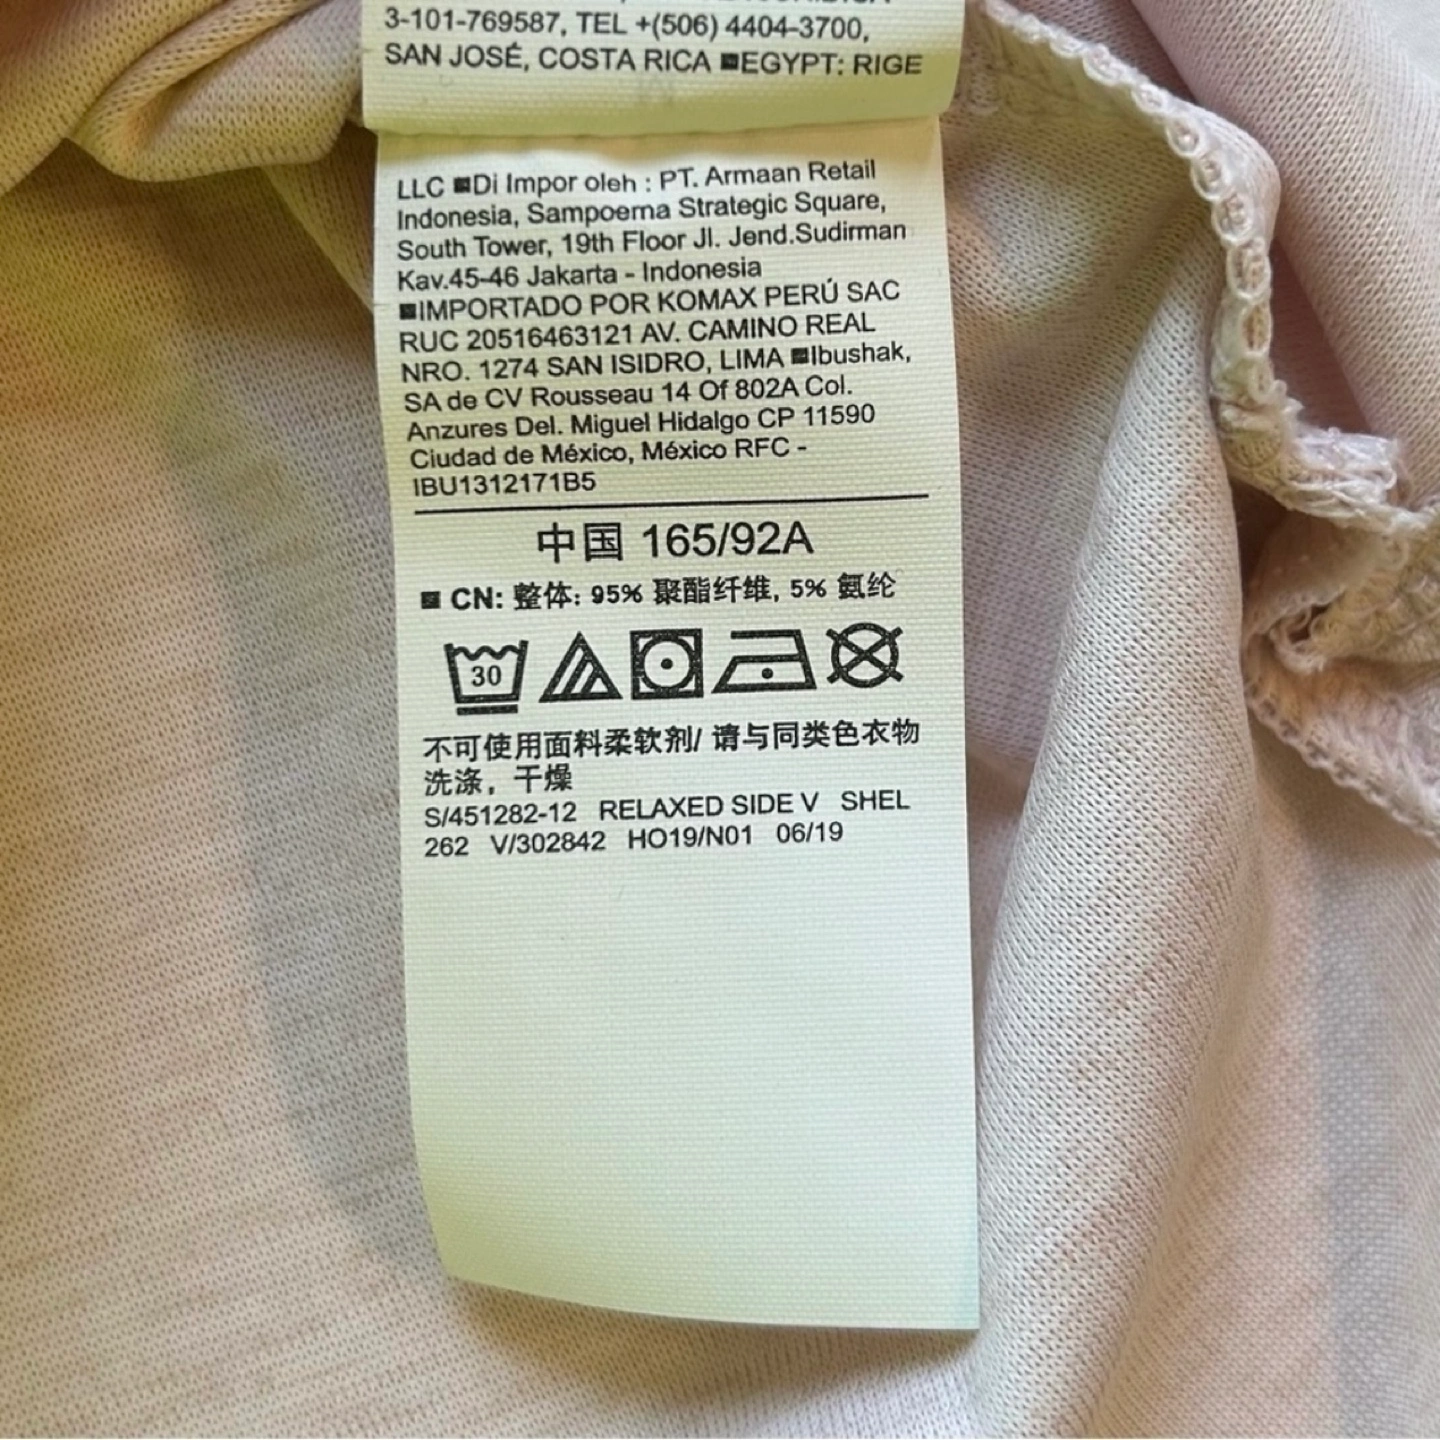 3-101-769587, TEL +(506) 4404-3700,
SAN JOSÉ, COSTA RICA ■EGYPT: RIGE
LLC ■Di Impor oleh : PT. Armaan Retail
Indonesia, Sampoerna Strategic Square,
South Tower, 19th Floor Jl. Jend.Sudirman
Kav.45-46 Jakarta - Indonesia
■IMPORTADO POR KOMAX PERÚ SAC
RUC 20516463121 AV. CAMINO REAL
NRO. 1274 SAN ISIDRO, LIMA ■Ibushak,
SA de CV Rousseau 14 Of 802A Col.
Anzures Del. Miguel Hidalgo CP 11590
Ciudad de México, México RFC -
IBU1312171B5
中国 165/92A
■ CN: 整体: 95% 聚酯纤维, 5% 氨纶
30
不可使用面料柔软剂/ 请与同类色衣物
洗涤, 干燥
S/451282-12 RELAXED SIDE V SHEL
262 V/302842 HO19/N01 06/19